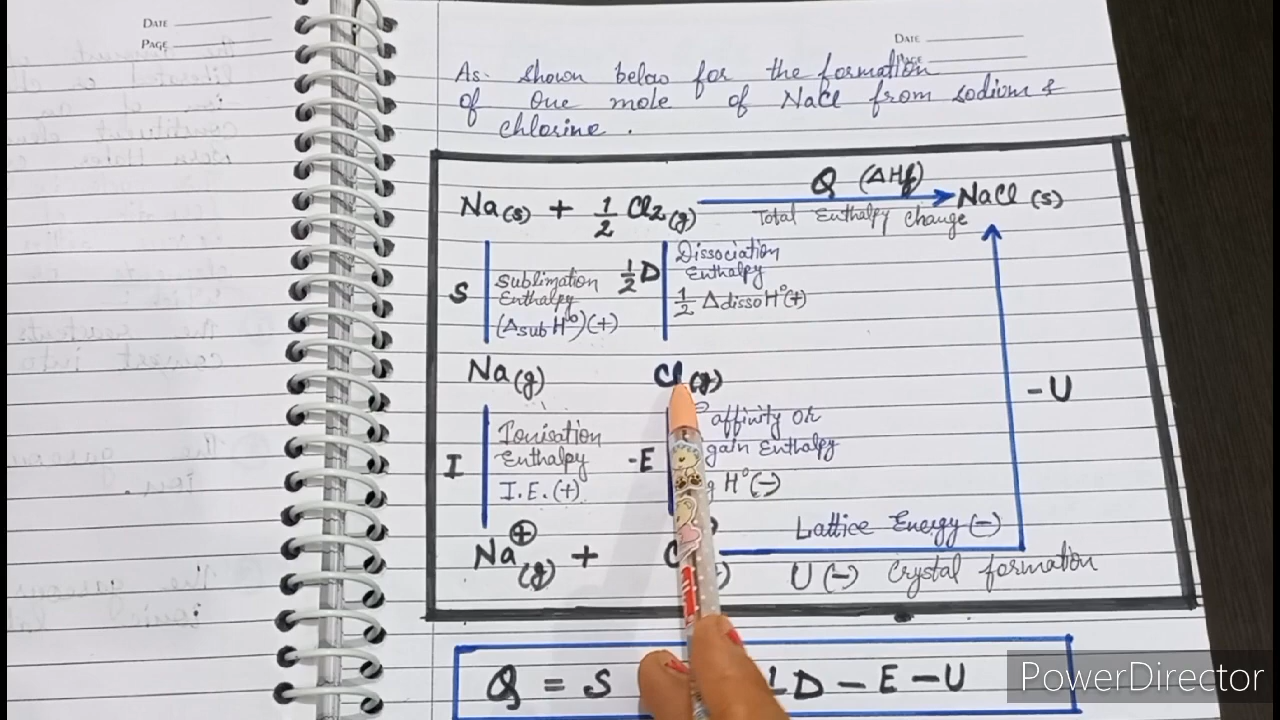 DATE
PAGE
DATE
As shown below for the formation
of one mole of NaCl from sodium &
chlorine.
Q (ΔHf)
Na(s) + 1/2 Cl2(g) NaCl(s)
Total Enthalpy Change
S Sublimation Enthalpy (ΔsubH°)(+)
1/2 D Dissociation Enthalpy
1/2 ΔdissoH°(+)
Na(g) Cl(g)
-U
I Ionisation Enthalpy I.E.(+)
-E affinity or
gain Enthalpy
H°(-)
Lattice Energy(-)
Na⊕(g) +
U(-) Crystal formation
Q = S D - E - U
PowerDirector